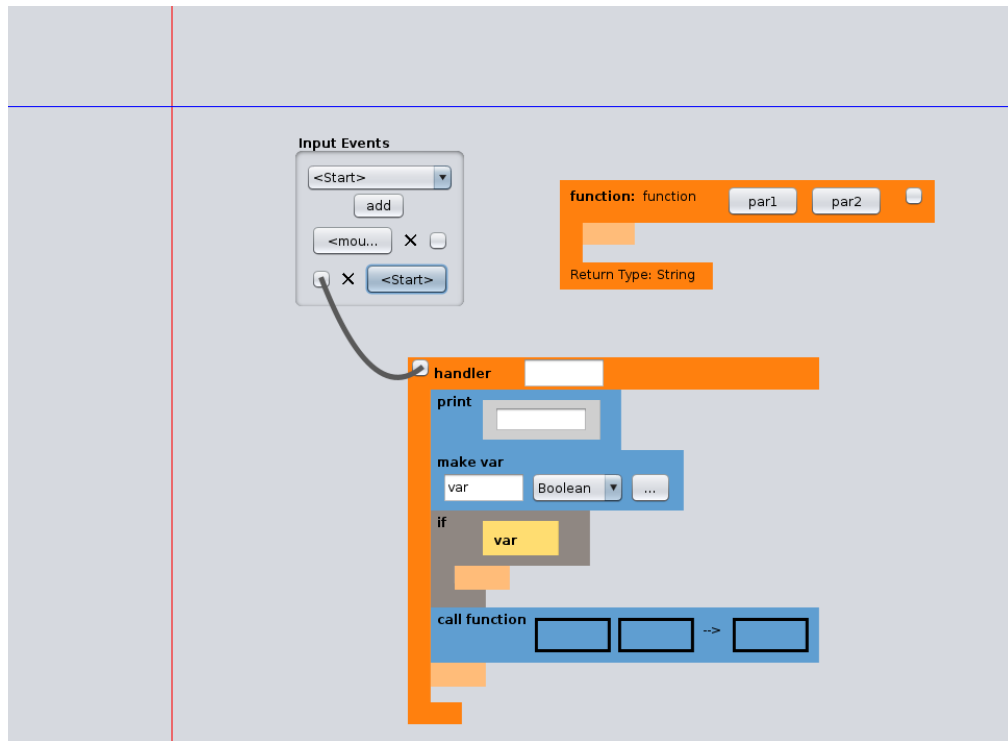 Input Events
<Start>
add
<mou...
<Start>
function: function par1 par2
Return Type: String
handler
print
make var
var Boolean ...
if
var
call function -->